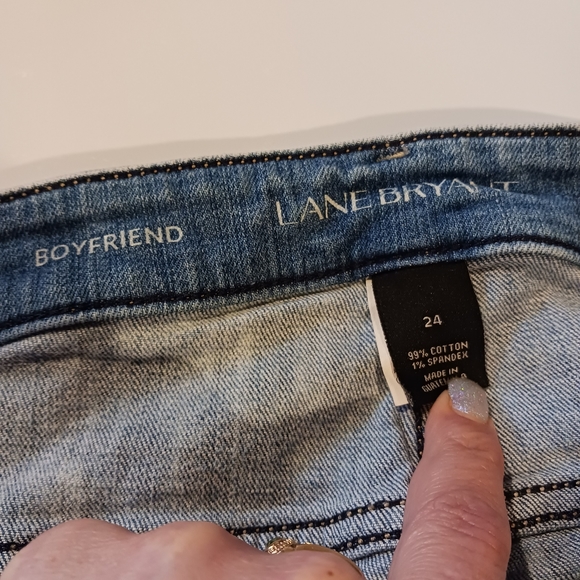 BOYFRIEND
LANE BRYANT
24
99% COTTON
1% SPANDEX
MADE IN